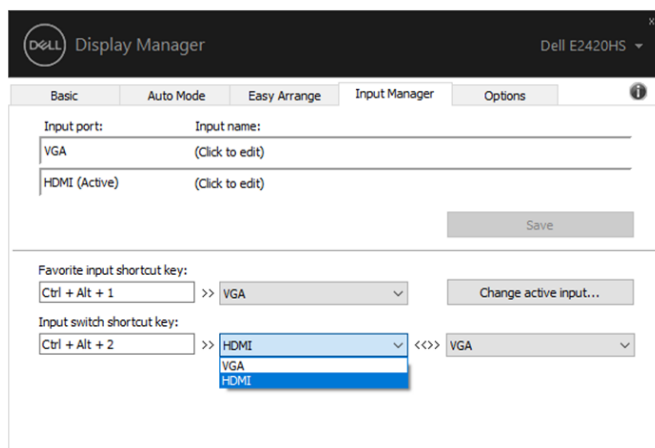 x
DELL Display Manager Dell E2420HS
Basic Auto Mode Easy Arrange Input Manager Options i
Input port: Input name:
VGA (Click to edit)
HDMI (Active) (Click to edit)
Save
Favorite input shortcut key:
Ctrl + Alt + 1 >> VGA Change active input...
Input switch shortcut key:
Ctrl + Alt + 2 >> HDMI <<>> VGA
VGA
HDMI